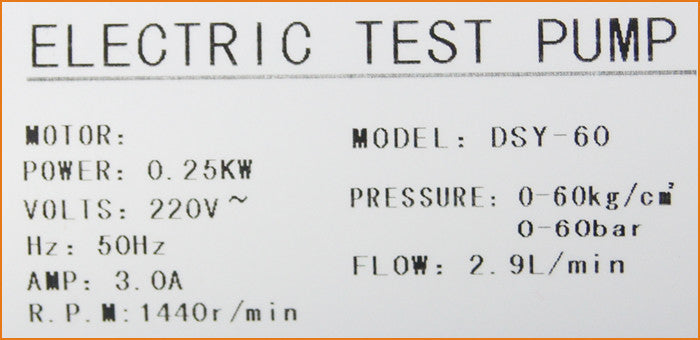 ELECTRIC TEST PUMP
MOTOR:
POWER: 0.25KW
VOLTS: 220V~
Hz: 50Hz
AMP: 3.0A
R.P.M:1440r/min
MODEL: DSY-60
PRESSURE: 0-60kg/cm²
0-60bar
FLOW: 2.9L/min